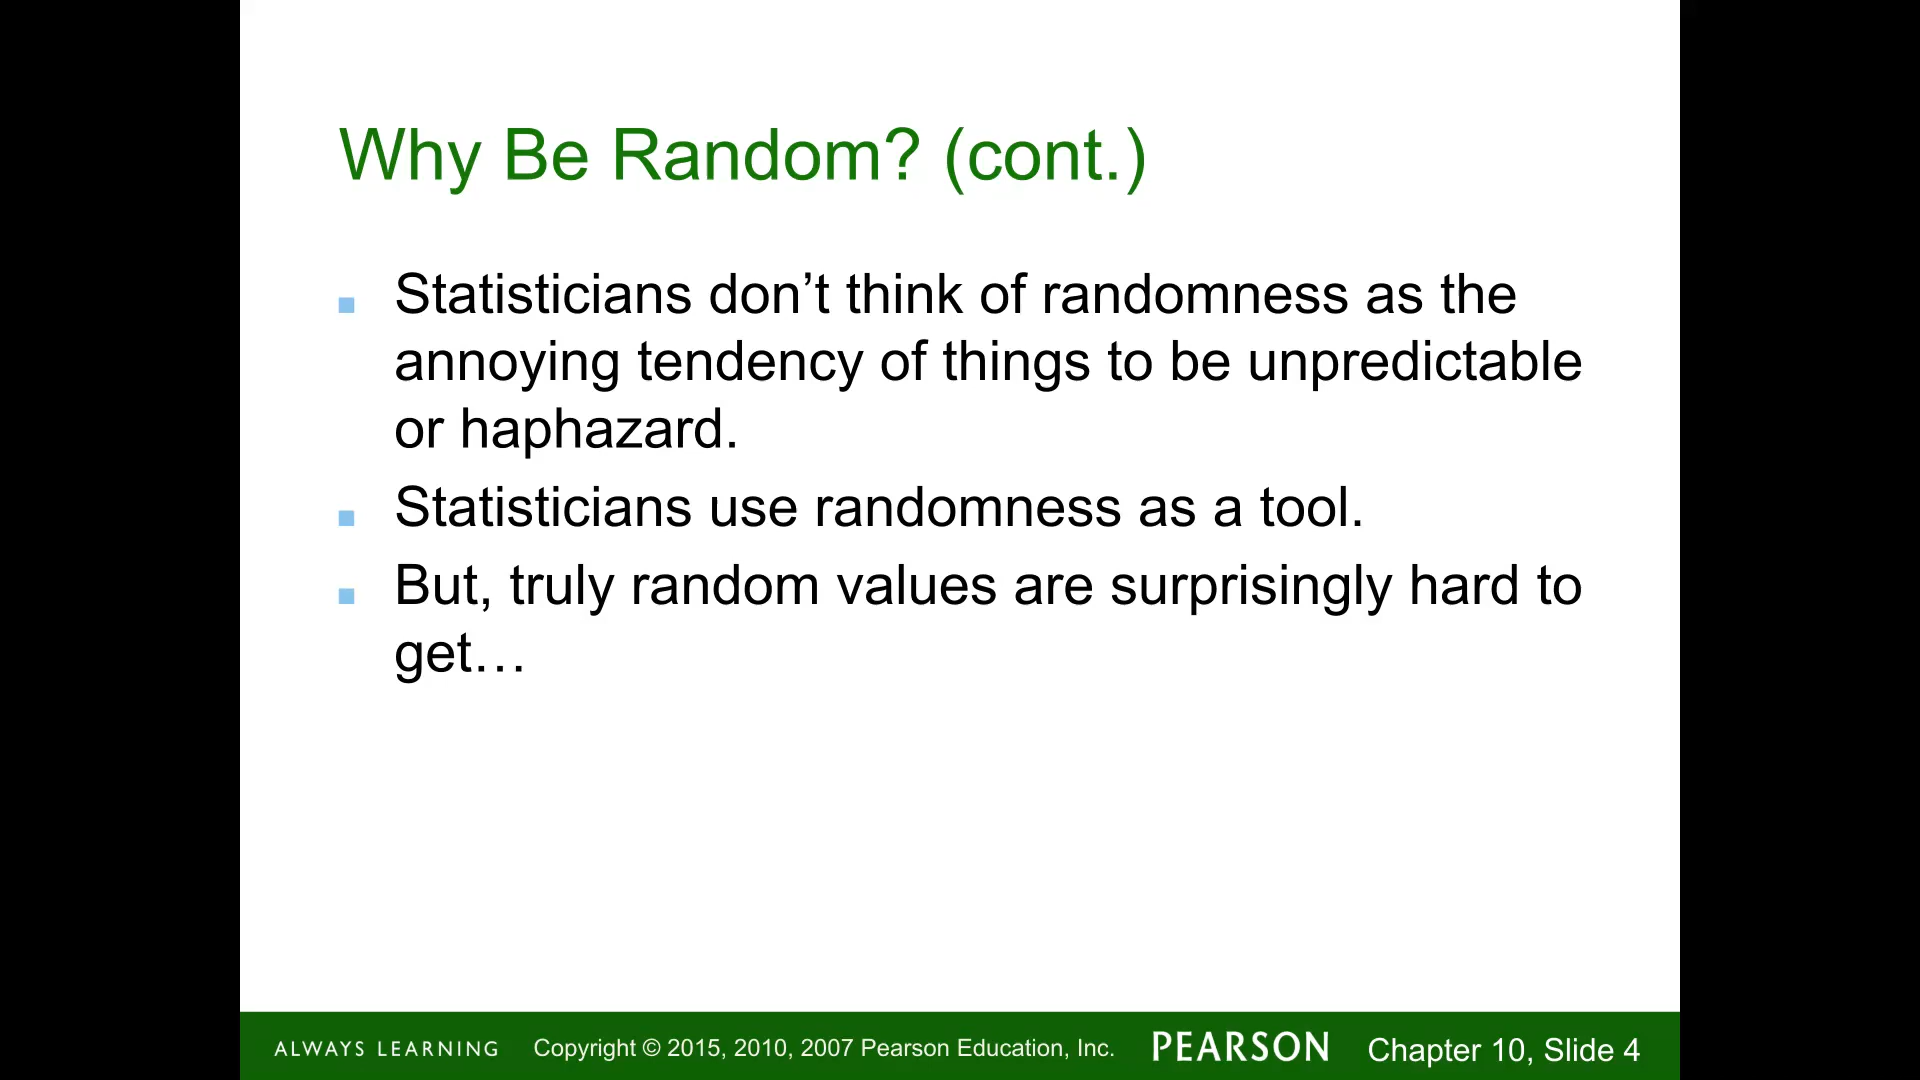 Why Be Random? (cont.)
Statisticians don’t think of randomness as the
annoying tendency of things to be unpredictable
or haphazard.
Statisticians use randomness as a tool.
But, truly random values are surprisingly hard to
get…
ALWAYS LEARNING Copyright © 2015, 2010, 2007 Pearson Education, Inc. PEARSON Chapter 10, Slide 4